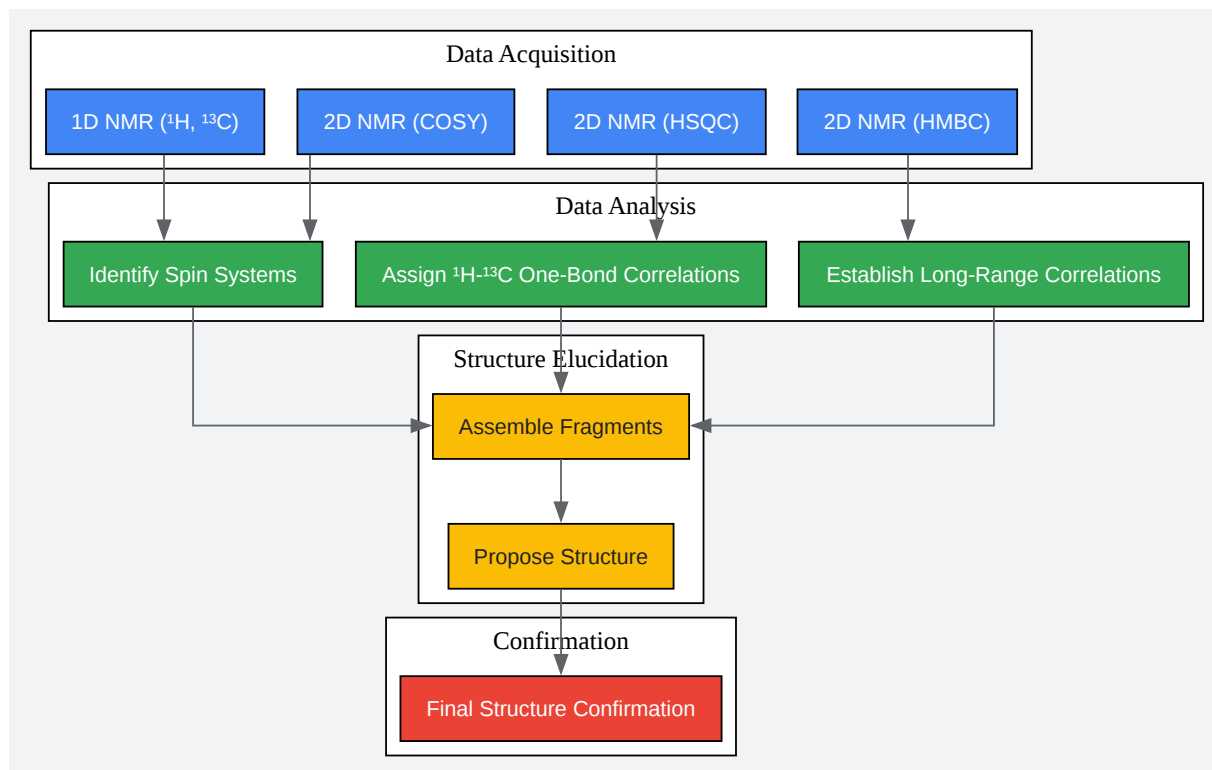 Data Acquisition
1D NMR (¹H, ¹³C)
2D NMR (COSY)
2D NMR (HSQC)
2D NMR (HMBC)
Data Analysis
Identify Spin Systems
Assign ¹H-¹³C One-Bond Correlations
Establish Long-Range Correlations
Structure Elucidation
Assemble Fragments
Propose Structure
Confirmation
Final Structure Confirmation